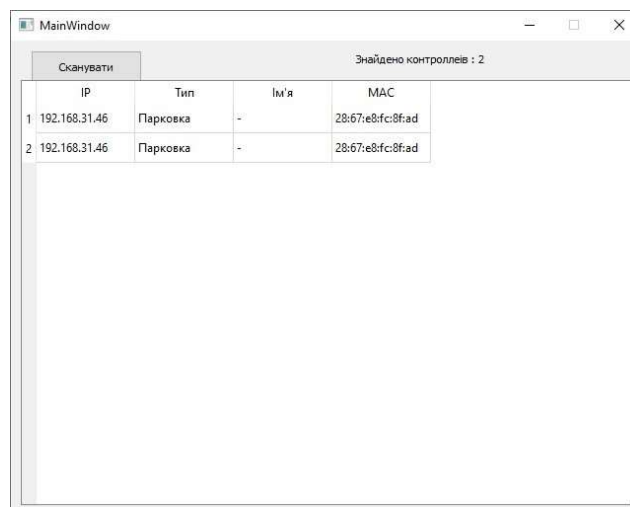 MainWindow
Сканувати
Знайдено контроллеів : 2
IP Тип Ім'я MAC
1 192.168.31.46 Парковка - 28:67:e8:fc:8f:ad
2 192.168.31.46 Парковка - 28:67:e8:fc:8f:ad